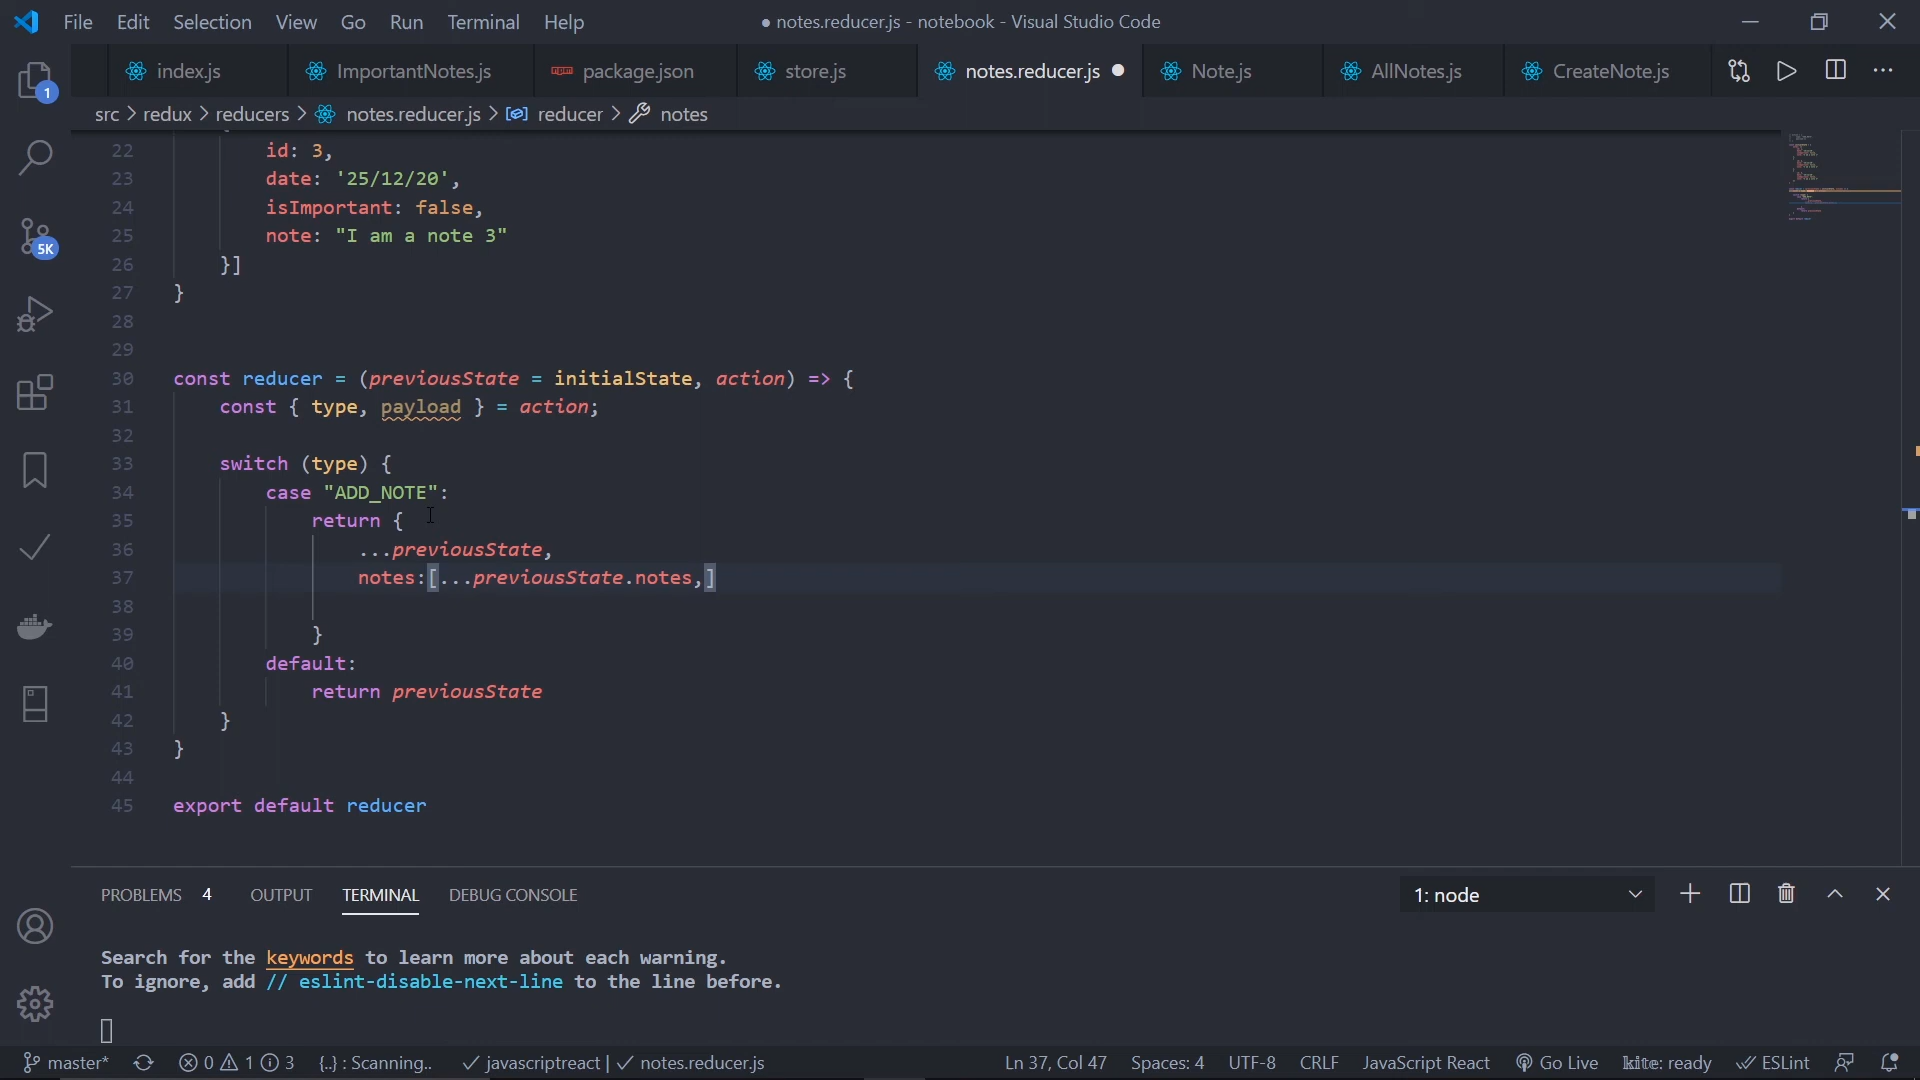 File Edit Selection View Go Run Terminal Help
● notes.reducer.js - notebook - Visual Studio Code
index.js ImportantNotes.js package.json store.js notes.reducer.js Note.js AllNotes.js CreateNote.js
1
src > redux > reducers > notes.reducer.js > reducer > notes
22 id: 3,
23 date: '25/12/20',
24 isImportant: false,
25 note: "I am a note 3"
26 }]
27 }
28
29
30 const reducer = (previousState = initialState, action) => {
31 const { type, payload } = action;
32
33 switch (type) {
34 case "ADD_NOTE":
35 return {
36 ...previousState,
37 notes:[...previousState.notes,]
38
39 }
40 default:
41 return previousState
42 }
43 }
44
45 export default reducer
5K
PROBLEMS 4 OUTPUT TERMINAL DEBUG CONSOLE
1: node
Search for the keywords to learn more about each warning.
To ignore, add // eslint-disable-next-line to the line before.
master* 0 1 3 {..} : Scanning.. javascriptreact | notes.reducer.js
Ln 37, Col 47 Spaces: 4 UTF-8 CRLF JavaScript React Go Live kite: ready ESLint